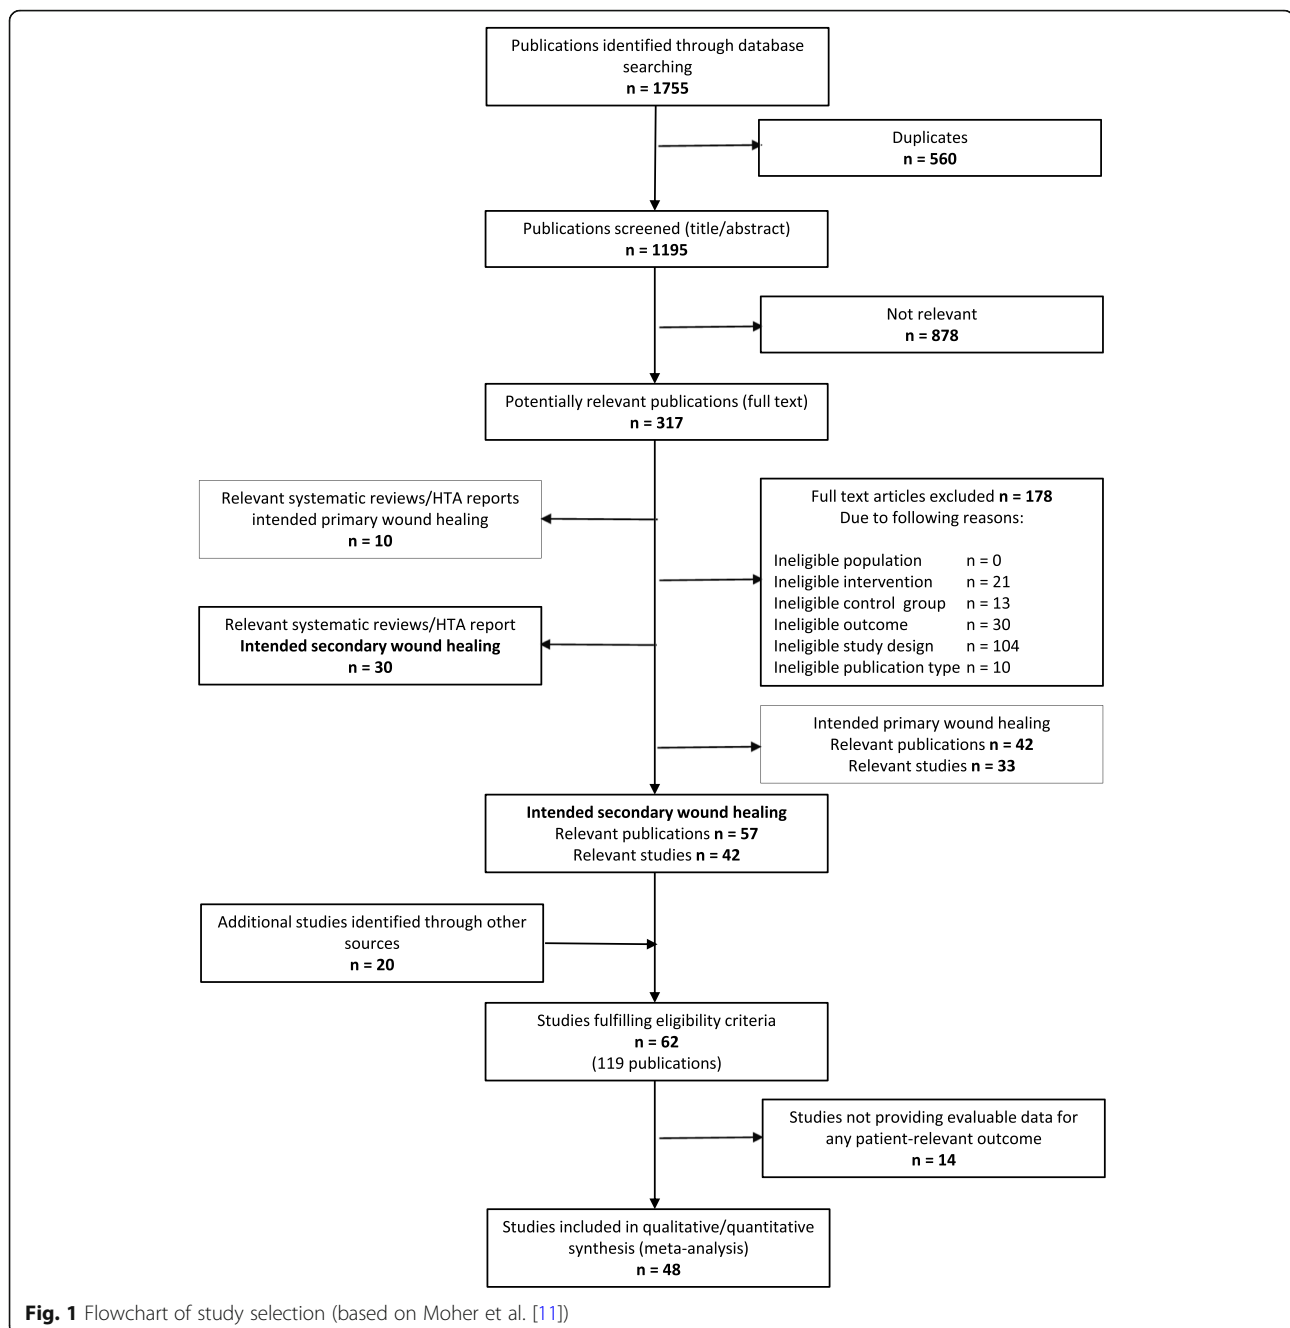 Publications identified through database
searching
n = 1755
Duplicates
n = 560
Publications screened (title/abstract)
n = 1195
Not relevant
n = 878
Potentially relevant publications (full text)
n = 317
Relevant systematic reviews/HTA reports
intended primary wound healing
n = 10
Full text articles excluded n = 178
Due to following reasons:
Ineligible population n = 0
Ineligible intervention n = 21
Ineligible control group n = 13
Ineligible outcome n = 30
Ineligible study design n = 104
Ineligible publication type n = 10
Relevant systematic reviews/HTA report
Intended secondary wound healing
n = 30
Intended primary wound healing
Relevant publications n = 42
Relevant studies n = 33
Intended secondary wound healing
Relevant publications n = 57
Relevant studies n = 42
Additional studies identified through other
sources
n = 20
Studies fulfilling eligibility criteria
n = 62
(119 publications)
Studies not providing evaluable data for
any patient-relevant outcome
n = 14
Studies included in qualitative/quantitative
synthesis (meta-analysis)
n = 48
Fig. 1 Flowchart of study selection (based on Moher et al. [11])